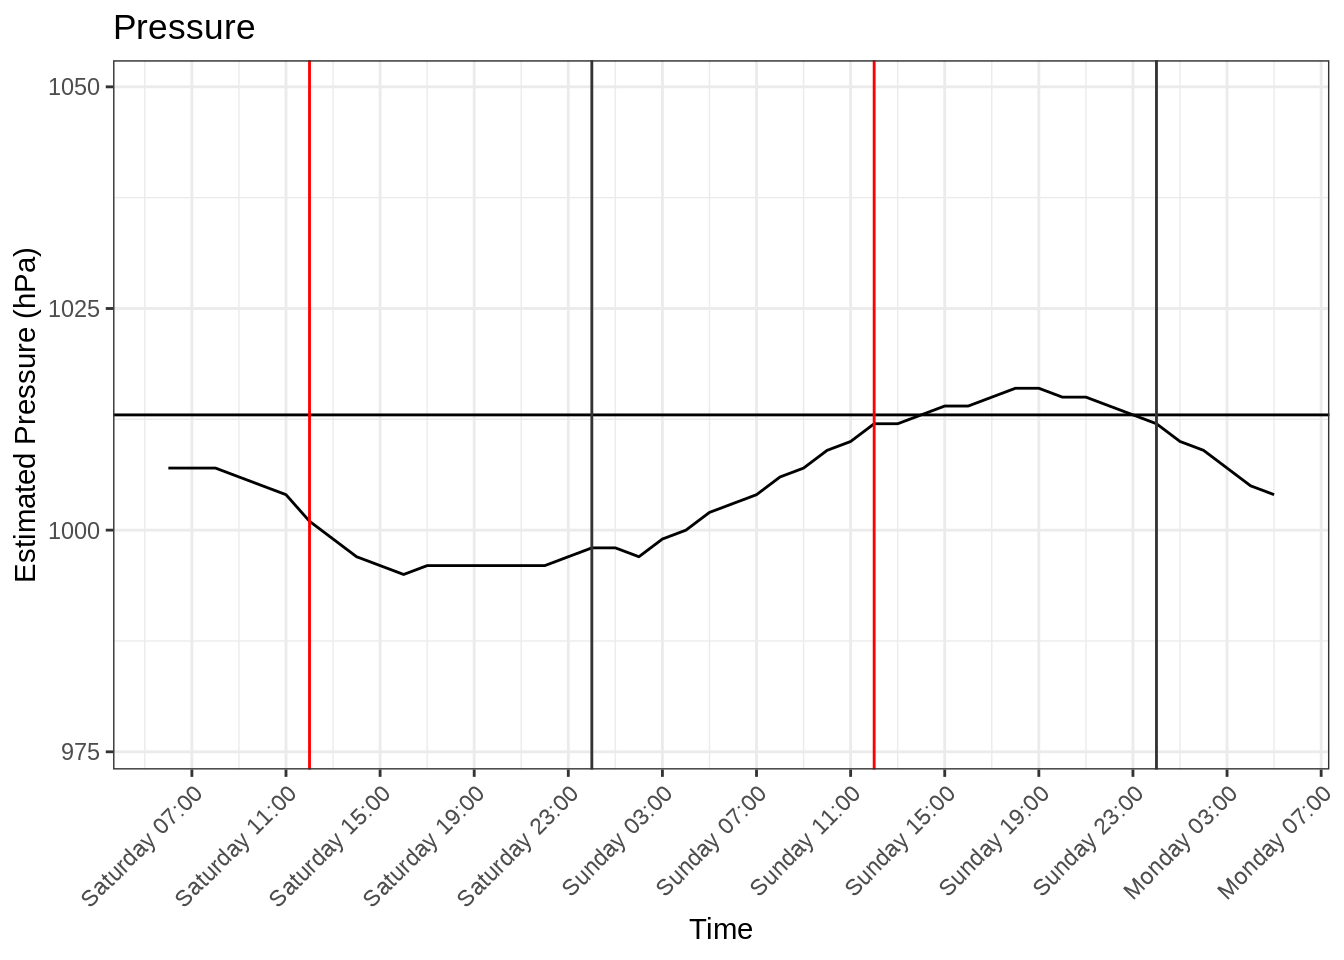 Pressure
Estimated Pressure (hPa)
1050
1025
1000
975
Saturday 07:00
Saturday 11:00
Saturday 15:00
Saturday 19:00
Saturday 23:00
Sunday 03:00
Sunday 07:00
Sunday 11:00
Sunday 15:00
Sunday 19:00
Sunday 23:00
Monday 03:00
Monday 07:00
Time